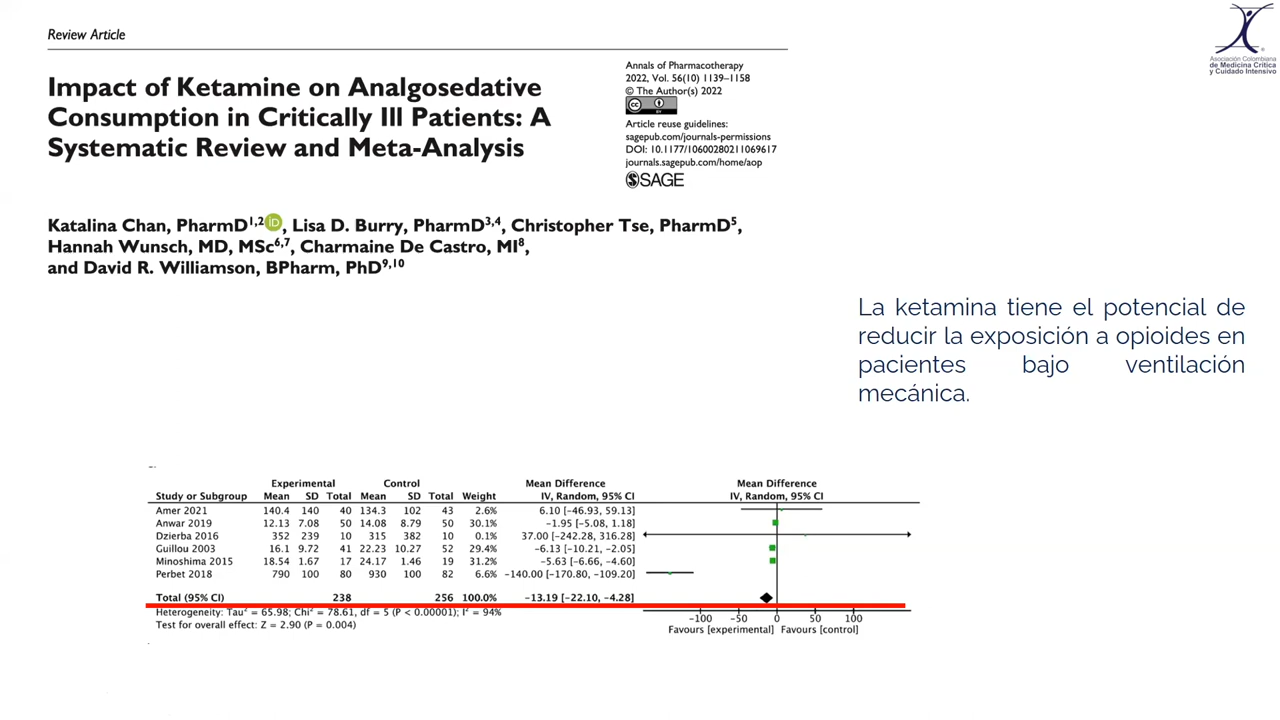 Review Article
Impact of Ketamine on Analgosedative
Consumption in Critically Ill Patients: A
Systematic Review and Meta-Analysis
Annals of Pharmacotherapy
2022, Vol. 56(10) 1139–1158
© The Author(s) 2022
cc BY
Article reuse guidelines:
sagepub.com/journals-permissions
DOI: 10.1177/10600280211069617
journals.sagepub.com/home/aop
SAGE
Asociación Colombiana
de Medicina Crítica
y Cuidado Intensivo
Katalina Chan, PharmD1,2 iD, Lisa D. Burry, PharmD3,4, Christopher Tse, PharmD5,
Hannah Wunsch, MD, MSc6,7, Charmaine De Castro, MI8,
and David R. Williamson, BPharm, PhD9,10
La ketamina tiene el potencial de
reducir la exposición a opioides en
pacientes bajo ventilación
mecánica.
Experimental Control Mean Difference Mean Difference
Study or Subgroup Mean SD Total Mean SD Total Weight IV, Random, 95% CI IV, Random, 95% CI
Amer 2021 140.4 140 40 134.3 102 43 2.6% 6.10 [-46.93, 59.13]
Anwar 2019 12.13 7.08 50 14.08 8.79 50 30.1% -1.95 [-5.08, 1.18]
Dzierba 2016 352 239 10 315 382 10 0.1% 37.00 [-242.28, 316.28]
Guillou 2003 16.1 9.72 41 22.23 10.27 52 29.4% -6.13 [-10.21, -2.05]
Minoshima 2015 18.54 1.67 17 24.17 1.46 19 31.2% -5.63 [-6.66, -4.60]
Perbet 2018 790 100 80 930 100 82 6.6% -140.00 [-170.80, -109.20]
Total (95% CI) 238 256 100.0% -13.19 [-22.10, -4.28]
Heterogeneity: Tau² = 65.98; Chi² = 78.61, df = 5 (P < 0.00001); I² = 94%
Test for overall effect: Z = 2.90 (P = 0.004)
-100 -50 0 50 100
Favours [experimental] Favours [control]